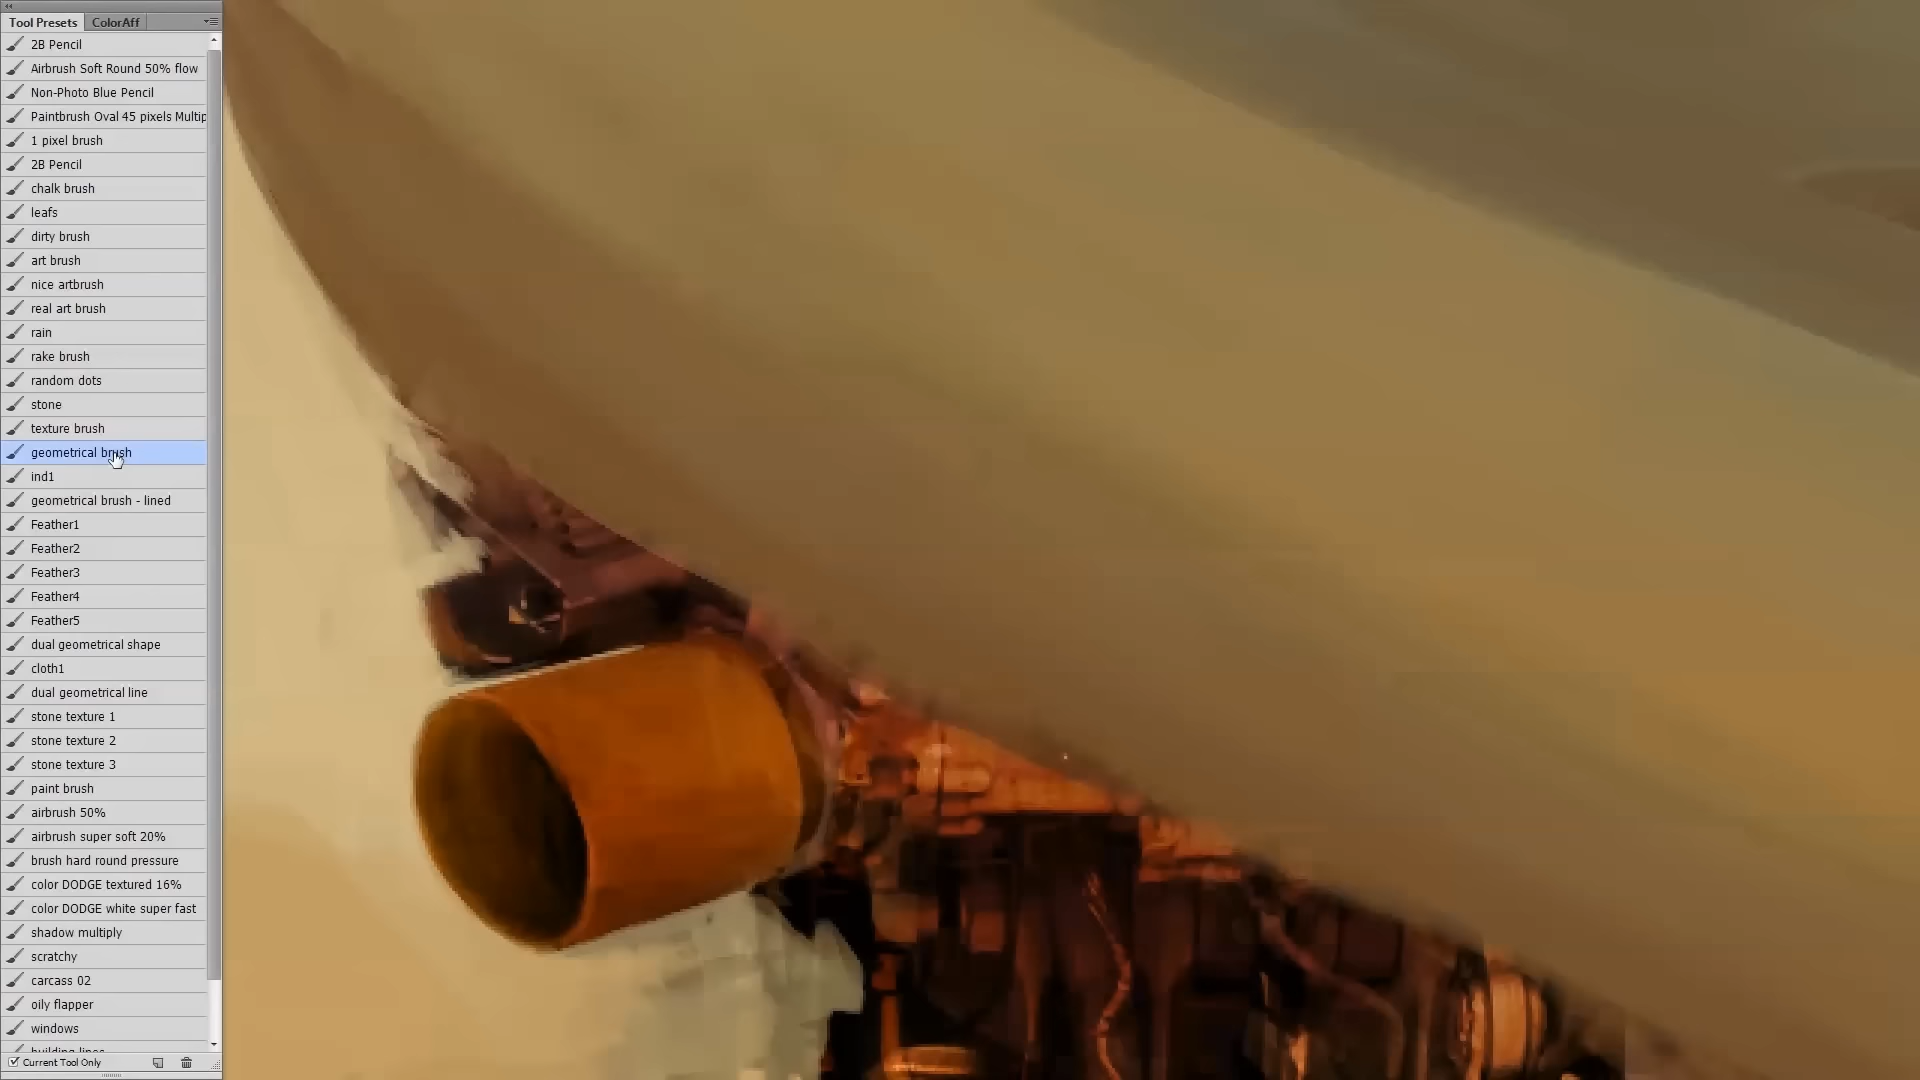 Tool Presets
ColorAff
2B Pencil
Airbrush Soft Round 50% flow
Non-Photo Blue Pencil
Paintbrush Oval 45 pixels Multip
1 pixel brush
2B Pencil
chalk brush
leafs
dirty brush
art brush
nice artbrush
real art brush
rain
rake brush
random dots
stone
texture brush
geometrical brush
ind1
geometrical brush - lined
Feather1
Feather2
Feather3
Feather4
Feather5
dual geometrical shape
cloth1
dual geometrical line
stone texture 1
stone texture 2
stone texture 3
paint brush
airbrush 50%
airbrush super soft 20%
brush hard round pressure
color DODGE textured 16%
color DODGE white super fast
shadow multiply
scratchy
carcass 02
oily flapper
windows
building lines
Current Tool Only